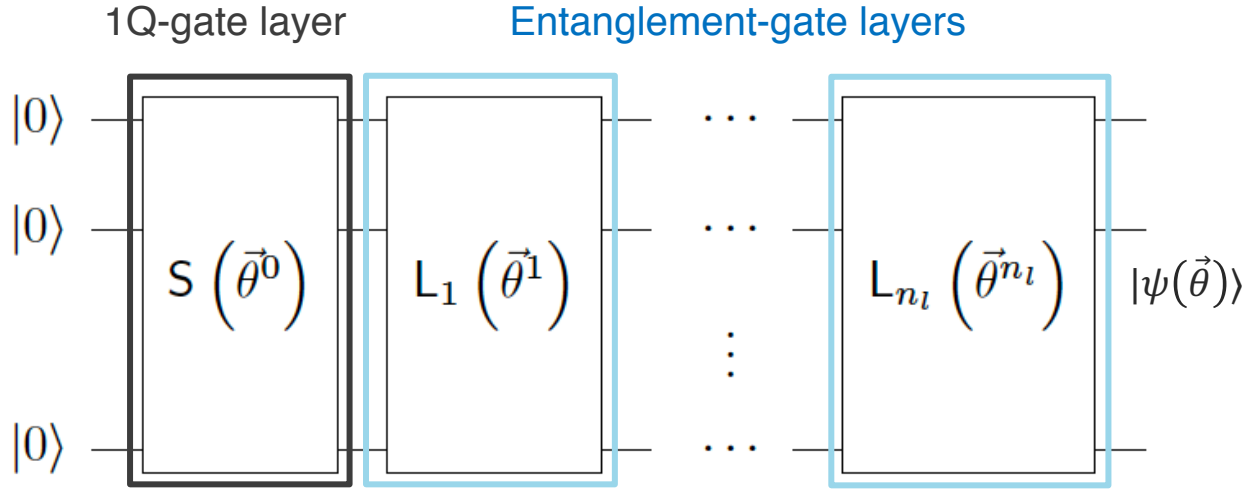 1Q-gate layer Entanglement-gate layers
|0⟩ ⋯ 
|0⟩ ⋯
S (θ⃗⁰) L₁ (θ⃗¹) L_{n_l} (θ⃗^{n_l}) |ψ(θ⃗)⟩
⋮
|0⟩ ⋯